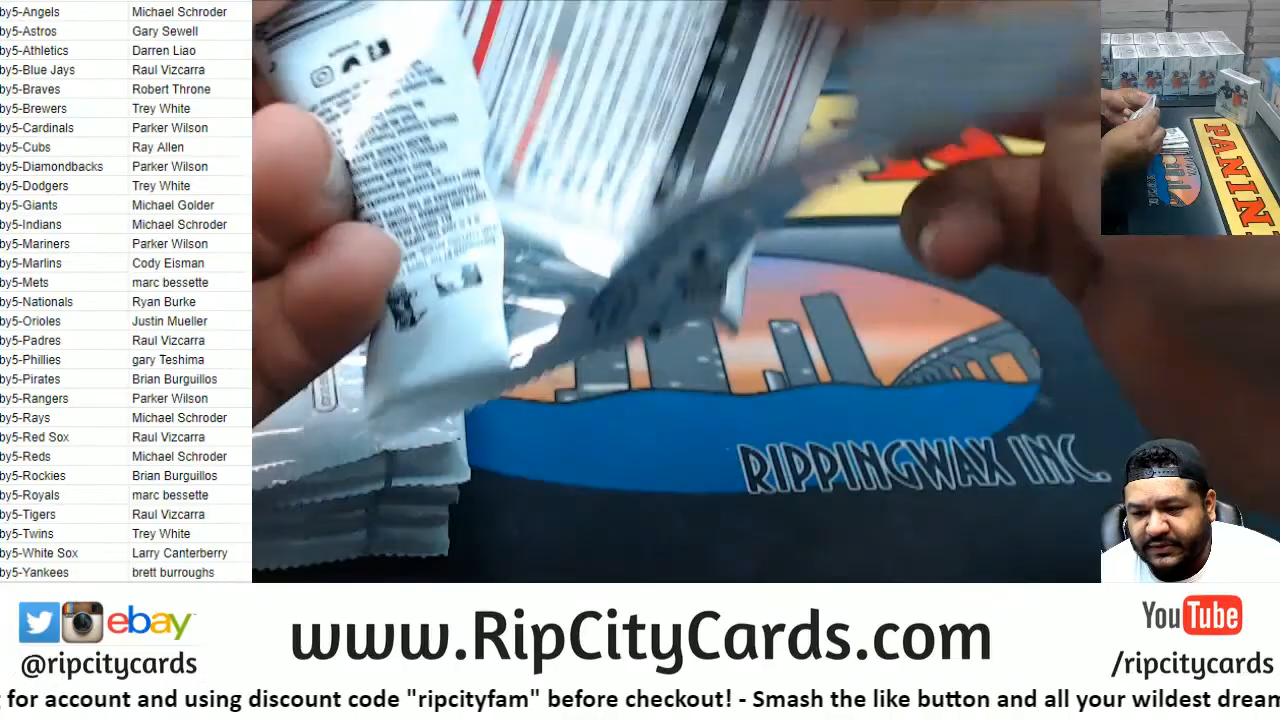 by5-Angels Michael Schroder
by5-Astros Gary Sewell
by5-Athletics Darren Liao
by5-Blue Jays Raul Vizcarra
by5-Braves Robert Throne
by5-Brewers Trey White
by5-Cardinals Parker Wilson
by5-Cubs Ray Allen
by5-Diamondbacks Parker Wilson
by5-Dodgers Trey White
by5-Giants Michael Golder
by5-Indians Michael Schroder
by5-Mariners Parker Wilson
by5-Marlins Cody Eisman
by5-Mets marc bessette
by5-Nationals Ryan Burke
by5-Orioles Justin Mueller
by5-Padres Raul Vizcarra
by5-Phillies gary Teshima
by5-Pirates Brian Burguillos
by5-Rangers Parker Wilson
by5-Rays Michael Schroder
by5-Red Sox Raul Vizcarra
by5-Reds Michael Schroder
by5-Rockies Brian Burguillos
by5-Royals marc bessette
by5-Tigers Raul Vizcarra
by5-Twins Trey White
by5-White Sox Larry Canterberry
by5-Yankees brett burroughs
PANIN
RIPPINGWAX INC.
ebay
@ripcitycards
www.RipCityCards.com
YouTube
/ripcitycards
for account and using discount code "ripcityfam" before checkout! - Smash the like button and all your wildest dream